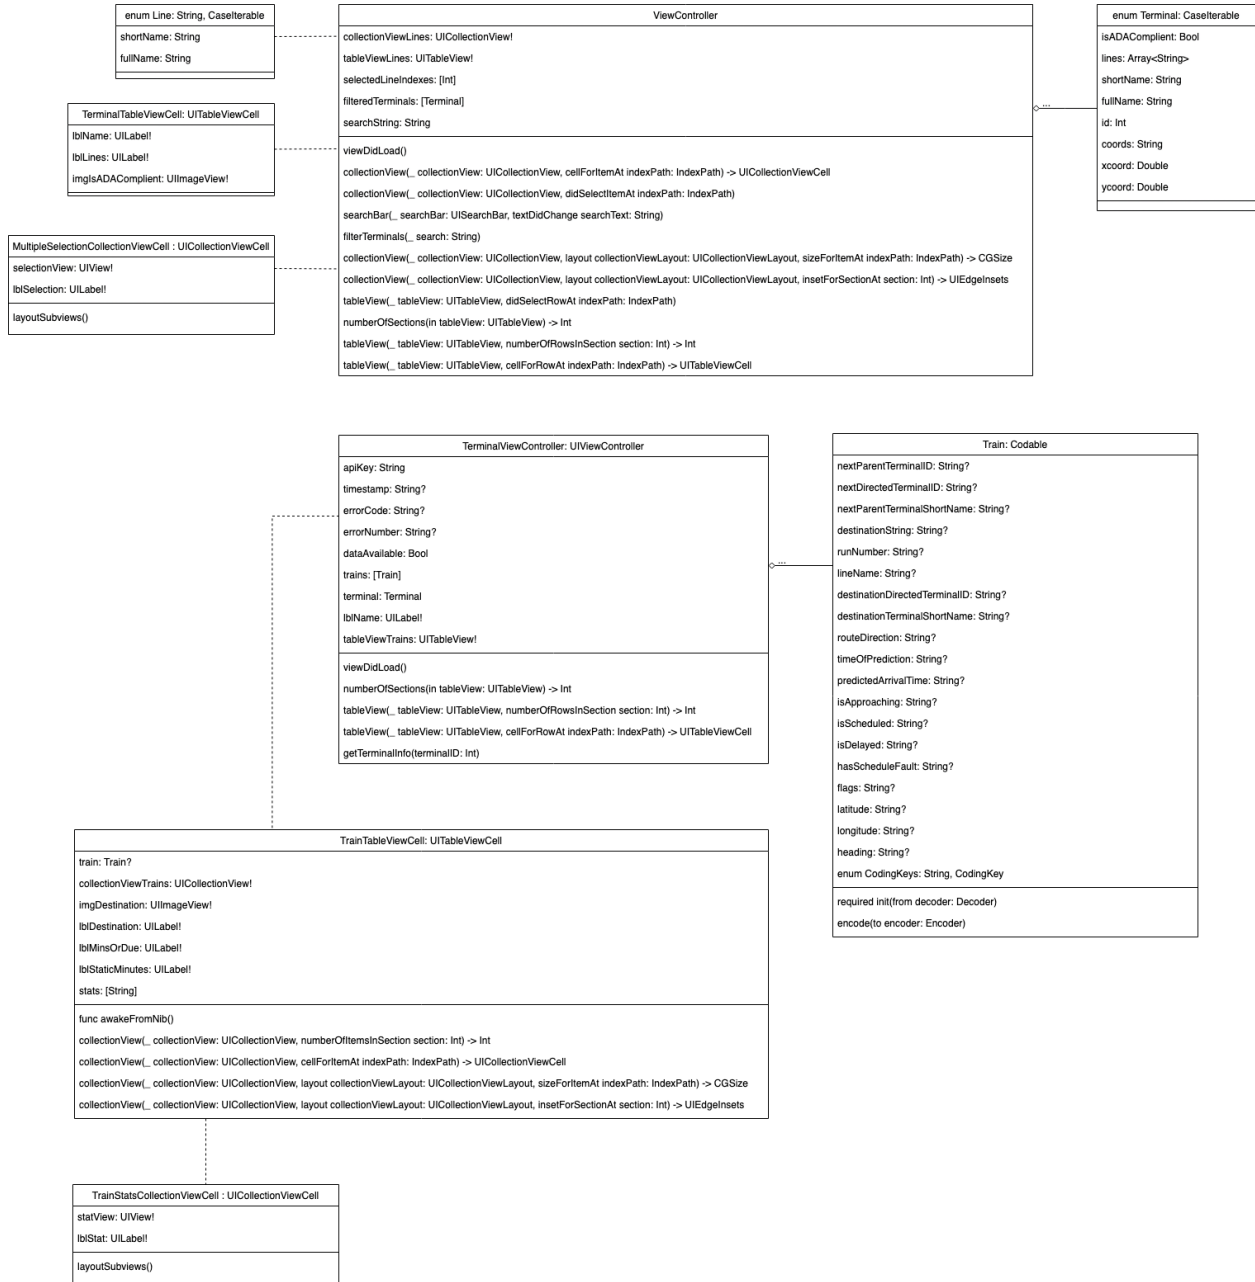 enum Line: String, CaseIterable
shortName: String
fullName: String
TerminalTableViewCell: UITableViewCell
lblName: UILabel!
lblLines: UILabel!
imgIsADAComplient: UIImageView!
MultipleSelectionCollectionViewCell : UICollectionViewCell
selectionView: UIView!
lblSelection: UILabel!
layoutSubviews()
ViewController
collectionViewLines: UICollectionView!
tableViewLines: UITableView!
selectedLineIndexes: [Int]
filteredTerminals: [Terminal]
searchString: String
viewDidLoad()
collectionView(_ collectionView: UICollectionView, cellForItemAt indexPath: IndexPath) -> UICollectionViewCell
collectionView(_ collectionView: UICollectionView, didSelectItemAt indexPath: IndexPath)
searchBar(_ searchBar: UISearchBar, textDidChange searchText: String)
filterTerminals(_ search: String)
collectionView(_ collectionView: UICollectionView, layout collectionViewLayout: UICollectionViewLayout, sizeForItemAt indexPath: IndexPath) -> CGSize
collectionView(_ collectionView: UICollectionView, layout collectionViewLayout: UICollectionViewLayout, insetForSectionAt section: Int) -> UIEdgeInsets
tableView(_ tableView: UITableView, didSelectRowAt indexPath: IndexPath)
numberOfSections(in tableView: UITableView) -> Int
tableView(_ tableView: UITableView, numberOfRowsInSection section: Int) -> Int
tableView(_ tableView: UITableView, cellForRowAt indexPath: IndexPath) -> UITableViewCell
...
enum Terminal: CaseIterable
isADAComplient: Bool
lines: Array<String>
shortName: String
fullName: String
id: Int
coords: String
xcoord: Double
ycoord: Double
TerminalViewController: UIViewController
apiKey: String
timestamp: String?
errorCode: String?
errorNumber: String?
dataAvailable: Bool
trains: [Train]
terminal: Terminal
lblName: UILabel!
tableViewTrains: UITableView!
viewDidLoad()
numberOfSections(in tableView: UITableView) -> Int
tableView(_ tableView: UITableView, numberOfRowsInSection section: Int) -> Int
tableView(_ tableView: UITableView, cellForRowAt indexPath: IndexPath) -> UITableViewCell
getTerminalInfo(terminalID: Int)
...
Train: Codable
nextParentTerminalID: String?
nextDirectedTerminalID: String?
nextParentTerminalShortName: String?
destinationString: String?
runNumber: String?
lineName: String?
destinationDirectedTerminalID: String?
destinationTerminalShortName: String?
routeDirection: String?
timeOfPrediction: String?
predictedArrivalTime: String?
isApproaching: String?
isScheduled: String?
isDelayed: String?
hasScheduleFault: String?
flags: String?
latitude: String?
longitude: String?
heading: String?
enum CodingKeys: String, CodingKey
required init(from decoder: Decoder)
encode(to encoder: Encoder)
TrainTableViewCell: UITableViewCell
train: Train?
collectionViewTrains: UICollectionView!
imgDestination: UIImageView!
lblDestination: UILabel!
lblMinsOrDue: UILabel!
lblStaticMinutes: UILabel!
stats: [String]
func awakeFromNib()
collectionView(_ collectionView: UICollectionView, numberOfItemsInSection section: Int) -> Int
collectionView(_ collectionView: UICollectionView, cellForItemAt indexPath: IndexPath) -> UICollectionViewCell
collectionView(_ collectionView: UICollectionView, layout collectionViewLayout: UICollectionViewLayout, sizeForItemAt indexPath: IndexPath) -> CGSize
collectionView(_ collectionView: UICollectionView, layout collectionViewLayout: UICollectionViewLayout, insetForSectionAt section: Int) -> UIEdgeInsets
TrainStatsCollectionViewCell : UICollectionViewCell
statView: UIView!
lblStat: UILabel!
layoutSubviews()